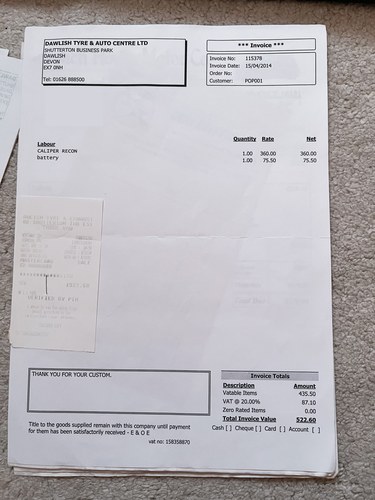 DAWLISH TYRE & AUTO CENTRE LTD
SHUTTERTON BUSINESS PARK
DAWLISH
DEVON
EX7 0NH
Tel: 01626 888500
*** Invoice ***
Invoice No: 115378
Invoice Date: 15/04/2014
Order No:
Customer: POP001
Quantity Rate Net
Labour
CALIPER RECON 1.00 360.00 360.00
battery 1.00 75.50 75.50
VERIFIED BY PIN
THANK YOU FOR YOUR CUSTOM.
Invoice Totals
Description Amount
Vatable Items 435.50
VAT @ 20.00% 87.10
Zero Rated Items 0.00
Total Invoice Value 522.60
Cash [ ] Cheque [ ] Card [ ] Account [ ]
Title to the goods supplied remain with this company until payment
for them has been satisfactorily received - E & O E
vat no: 158358870